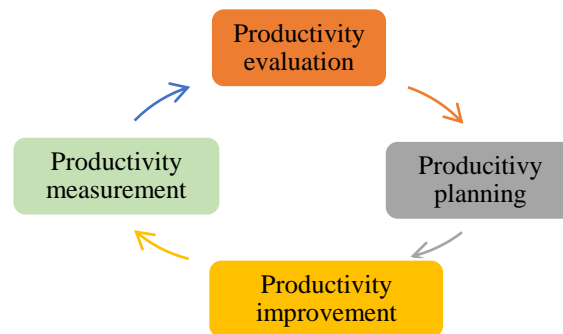 Productivity
evaluation
Producitivy
planning
Productivity
improvement
Productivity
measurement